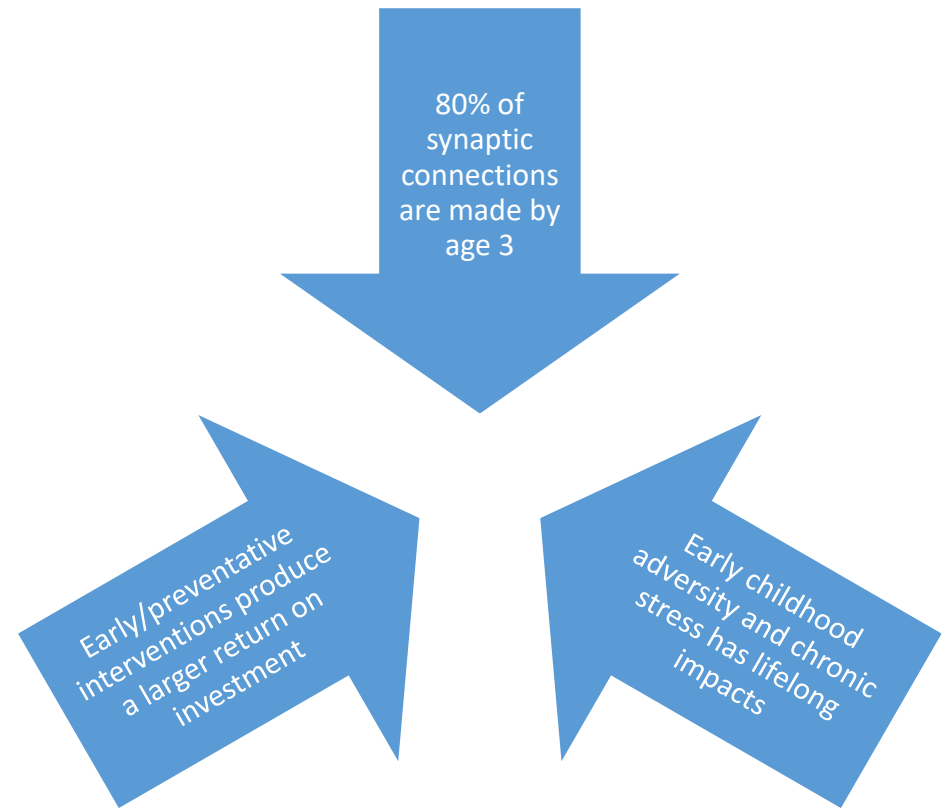 80% of
synaptic
connections
are made by
age 3
Early/preventative
interventions produce
a larger return on
investment
Early childhood
adversity and chronic
stress has lifelong
impacts